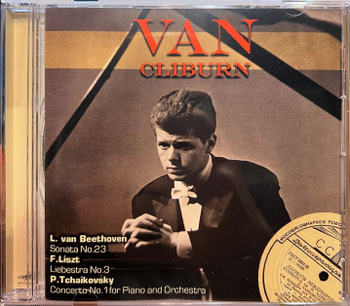 VAN
CLIBURN
L. van Beethoven
Sonata No.23
F.Liszt
Liebestra No.3
P.Tchaikovsky
Concerto No.1 for Piano and Orchestra